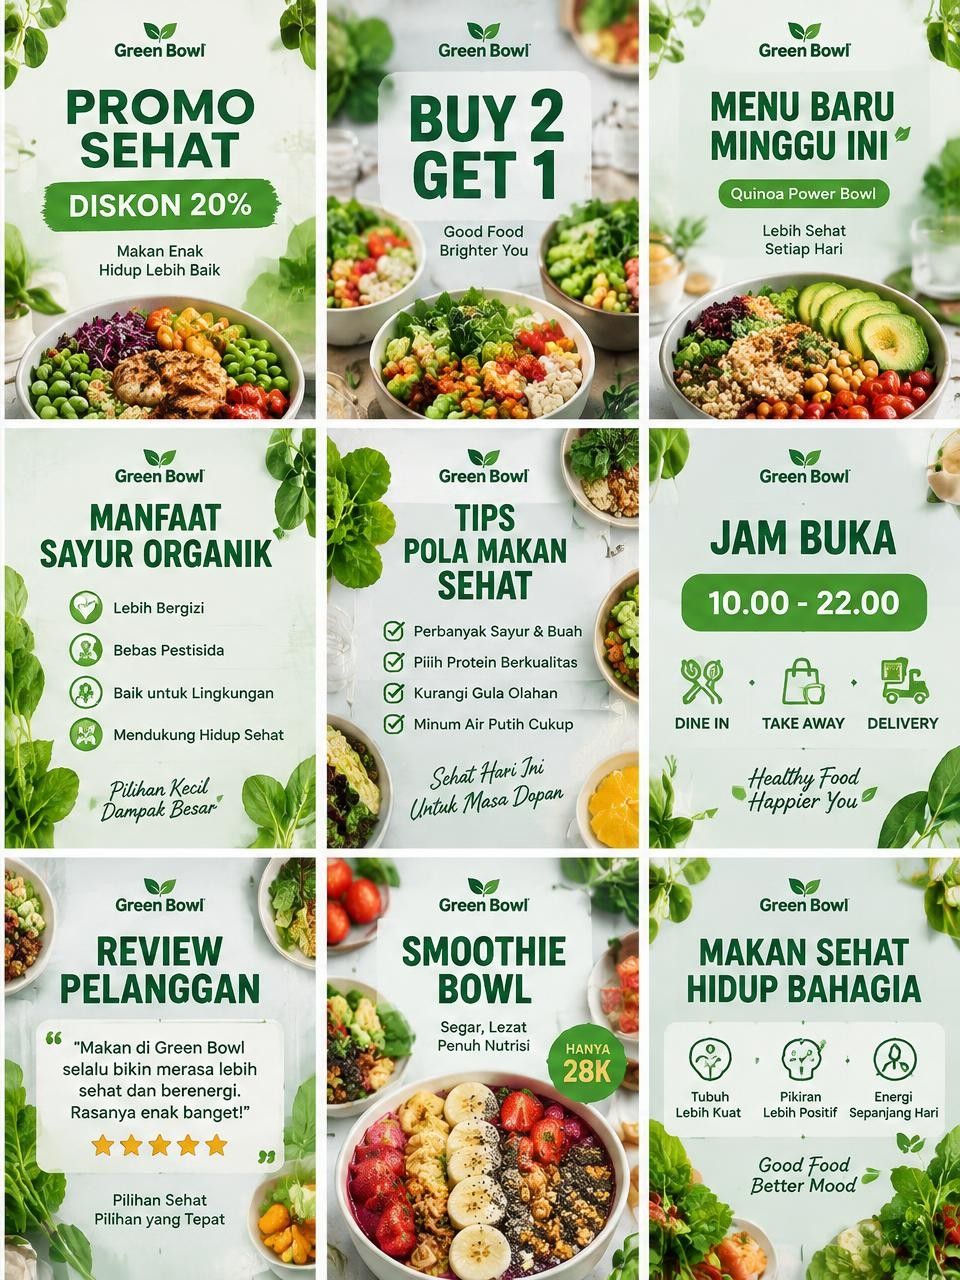 Green Bowl
PROMO
SEHAT
DISKON 20%
Makan Enak
Hidup Lebih Baik
Green Bowl
BUY 2
GET 1
Good Food
Brighter You
Green Bowl
MENU BARU
MINGGU INI
Quinoa Power Bowl
Lebih Sehat
Setiap Hari
Green Bowl
MANFAAT
SAYUR ORGANIK
Lebih Bergizi
Bebas Pestisida
Baik untuk Lingkungan
Mendukung Hidup Sehat
Pilihan Kecil
Dampak Besar
Green Bowl
TIPS
POLA MAKAN
SEHAT
Perbanyak Sayur & Buah
Piiih Protein Berkualitas
Kurangi Gula Olahan
Minum Air Putih Cukup
Sehat Hari Ini
Untuk Masa Dopan
Green Bowl
JAM BUKA
10.00 - 22.00
DINE IN
TAKE AWAY
DELIVERY
Healthy Food
Happier You
Green Bowl
REVIEW
PELANGGAN
"Makan di Green Bowl
selalu bikin merasa lebih
sehat dan berenergi.
Rasanya enak banget!"
Pilihan Sehat
Pilihan yang Tepat
Green Bowl
SMOOTHIE
BOWL
Segar, Lezat
Penuh Nutrisi
HANYA
28K
Green Bowl
MAKAN SEHAT
HIDUP BAHAGIA
Tubuh
Lebih Kuat
Pikiran
Lebih Positif
Energi
Sepanjang Hari
Good Food
Better Mood